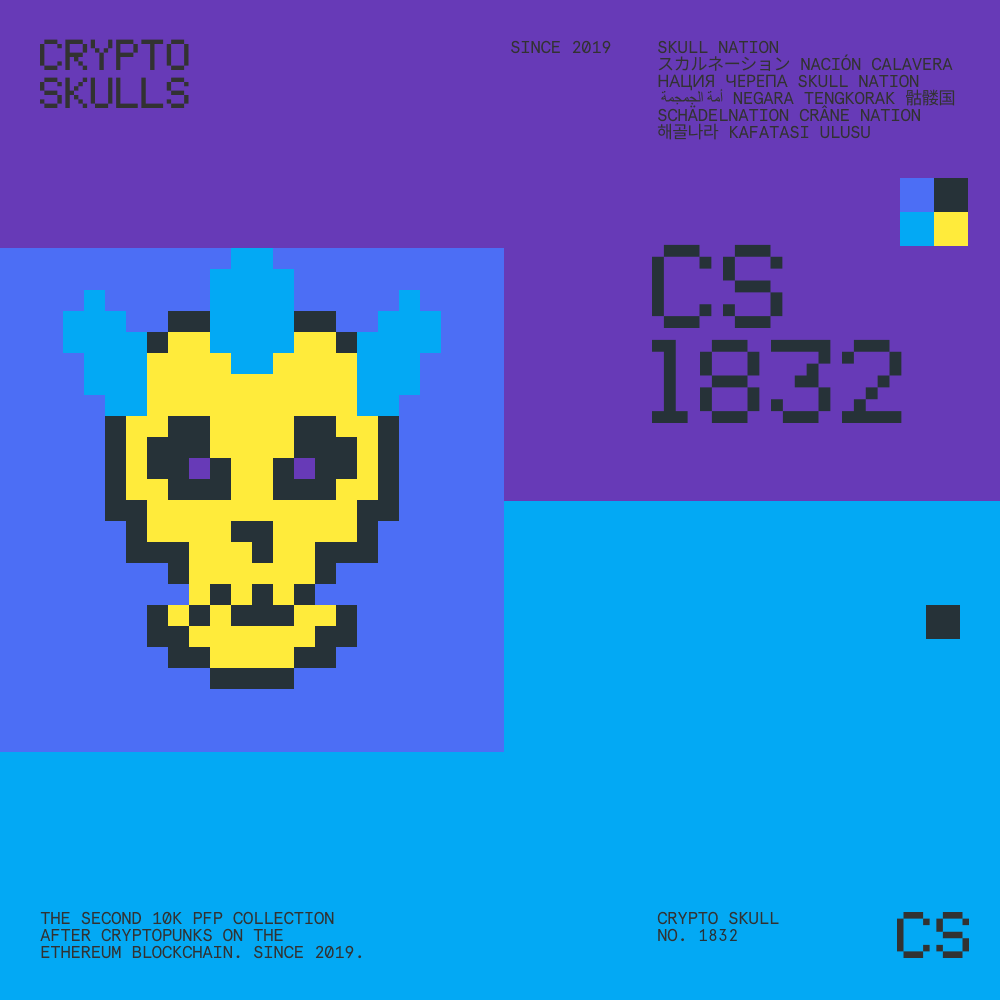 CRYPTO
SKULLS
SINCE 2019
SKULL NATION
スカルネーション NACIÓN CALAVERA
НАЦИЯ ЧЕРЕПА SKULL NATION
أمة الجمجمة NEGARA TENGKORAK 骷髅国
SCHÄDELNATION CRÂNE NATION
해골나라 KAFATASI ULUSU
CS
1832
THE SECOND 10K PFP COLLECTION
AFTER CRYPTOPUNKS ON THE
ETHEREUM BLOCKCHAIN. SINCE 2019.
CRYPTO SKULL
NO. 1832
CS